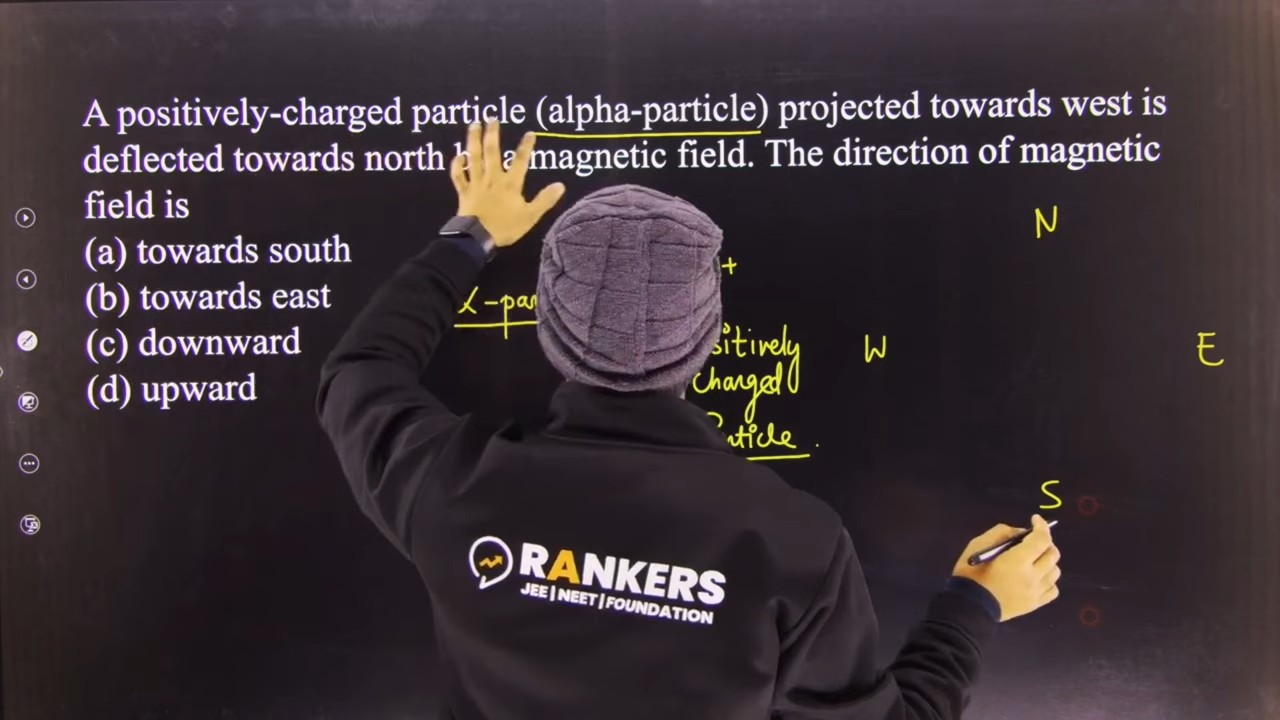 A positively-charged particle (alpha-particle) projected towards west is
deflected towards north a magnetic field. The direction of magnetic
field is
(a) towards south
(b) towards east
(c) downward
(d) upward
N
+
W
E
charged
S
RANKERS
JEE|NEET|FOUNDATION